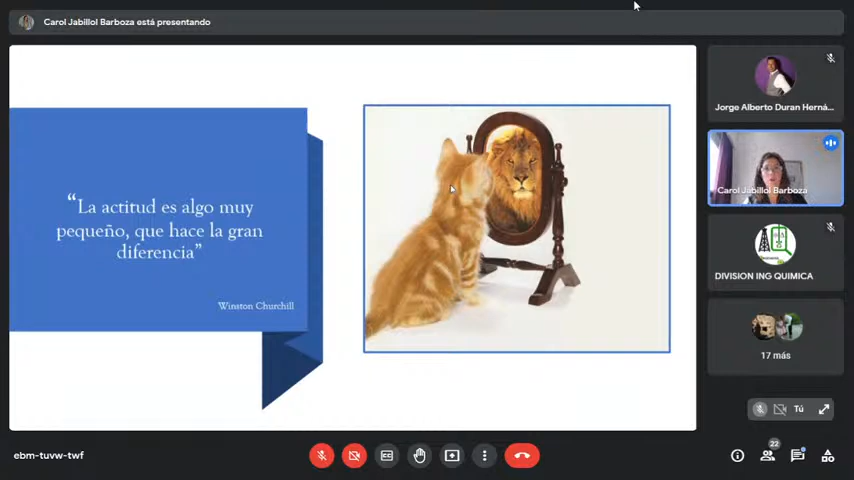 Carol Jabillol Barboza está presentando
“La actitud es algo muy
pequeño, que hace la gran
diferencia”
Winston Churchill
Jorge Alberto Duran Herná...
Carol Jabillol Barboza
DIVISION ING QUIMICA
17 más
Tú
ebm-tuvw-twf
22